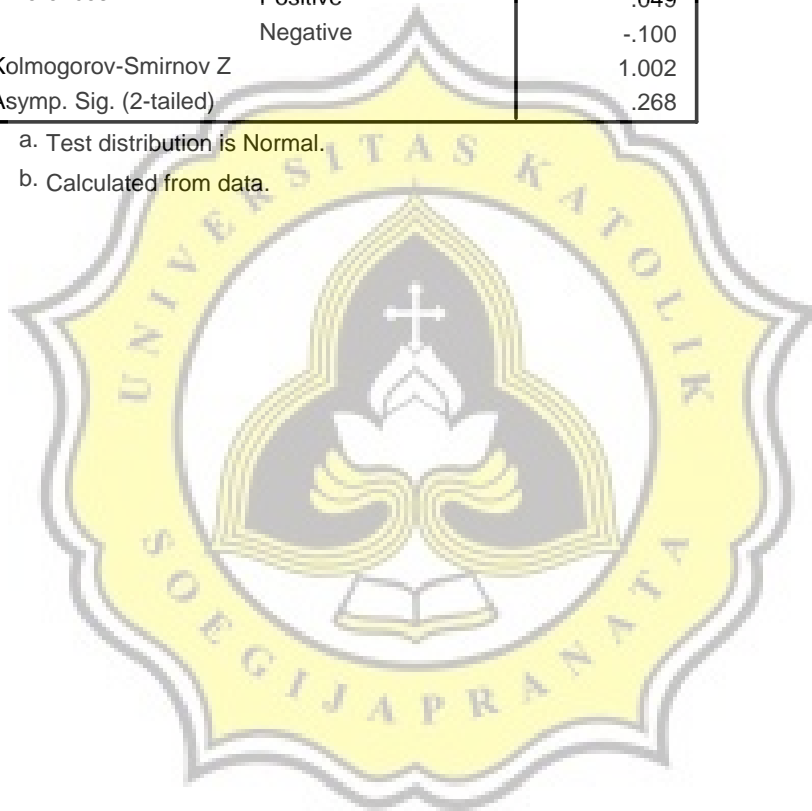 Positive .049
Negative -.100
Kolmogorov-Smirnov Z 1.002
Asymp. Sig. (2-tailed) .268
a. Test distribution is Normal.
b. Calculated from data.
UNIVERSITAS KATOLIK
SOEGIJAPRANATA